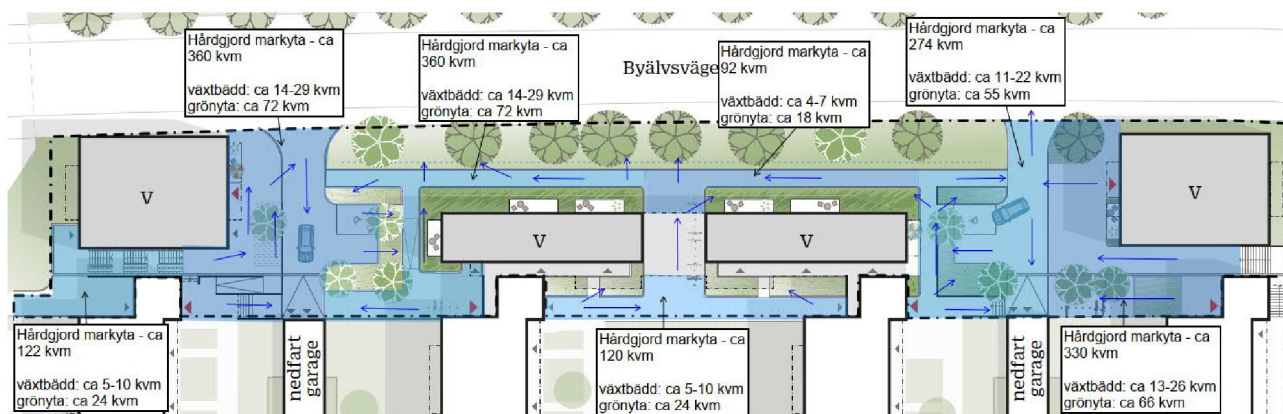 Hårdgjord markyta - ca
360 kvm
växtbädd: ca 14-29 kvm
grönyta: ca 72 kvm
Hårdgjord markyta - ca
360 kvm
växtbädd: ca 14-29 kvm
grönyta: ca 72 kvm
Byälvsväge
Hårdgjord markyta - ca
92 kvm
växtbädd: ca 4-7 kvm
grönyta: ca 18 kvm
Hårdgjord markyta - ca
274 kvm
växtbädd: ca 11-22 kvm
grönyta: ca 55 kvm
V
V
V
V
Hårdgjord markyta - ca
122 kvm
växtbädd: ca 5-10 kvm
grönyta: ca 24 kvm
nedfart
garage
Hårdgjord markyta - ca
120 kvm
växtbädd: ca 5-10 kvm
grönyta: ca 24 kvm
nedfart
garage
Hårdgjord markyta - ca
330 kvm
växtbädd: ca 13-26 kvm
grönyta: ca 66 kvm